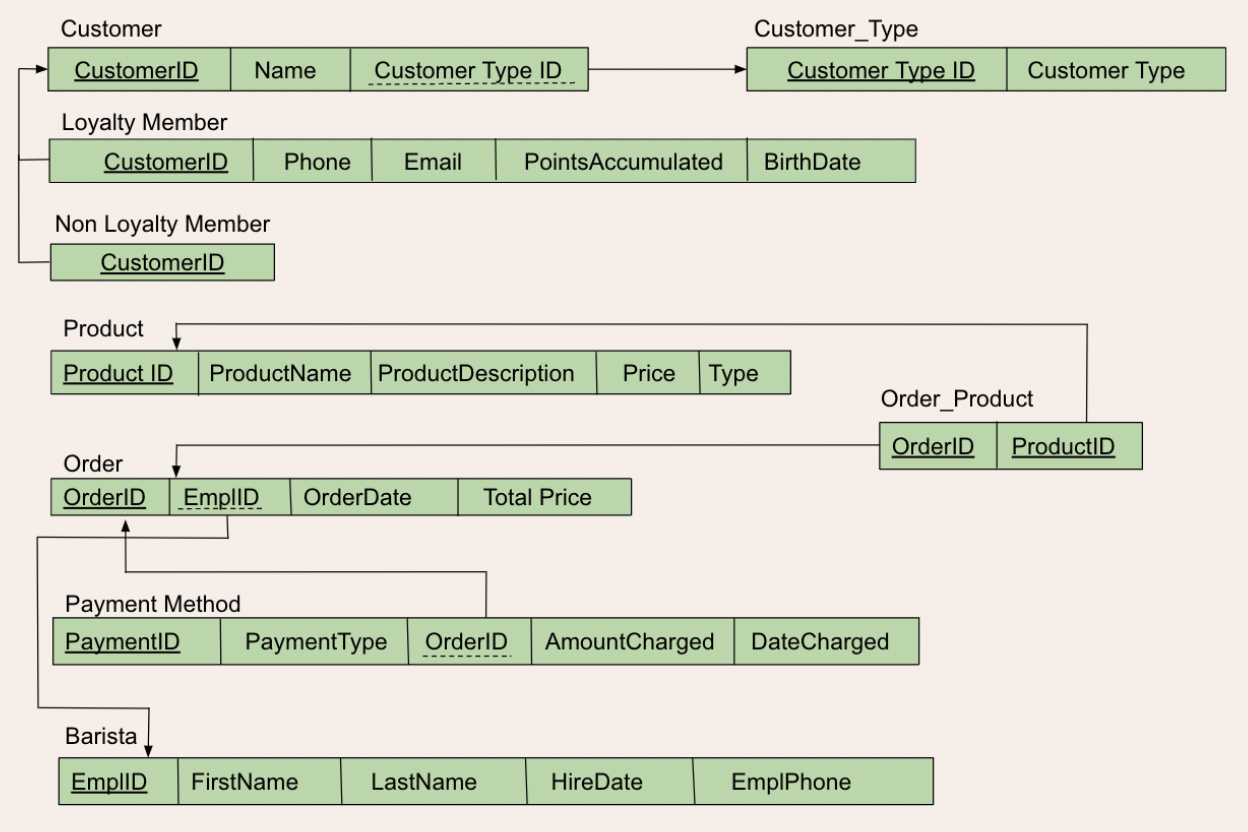 Customer
Customer_Type
CustomerID Name Customer Type ID
Customer Type ID Customer Type
Loyalty Member
CustomerID Phone Email PointsAccumulated BirthDate
Non Loyalty Member
CustomerID
Product
Product ID ProductName ProductDescription Price Type
Order_Product
OrderID ProductID
Order
OrderID EmplID OrderDate Total Price
Payment Method
PaymentID PaymentType OrderID AmountCharged DateCharged
Barista
EmplID FirstName LastName HireDate EmplPhone